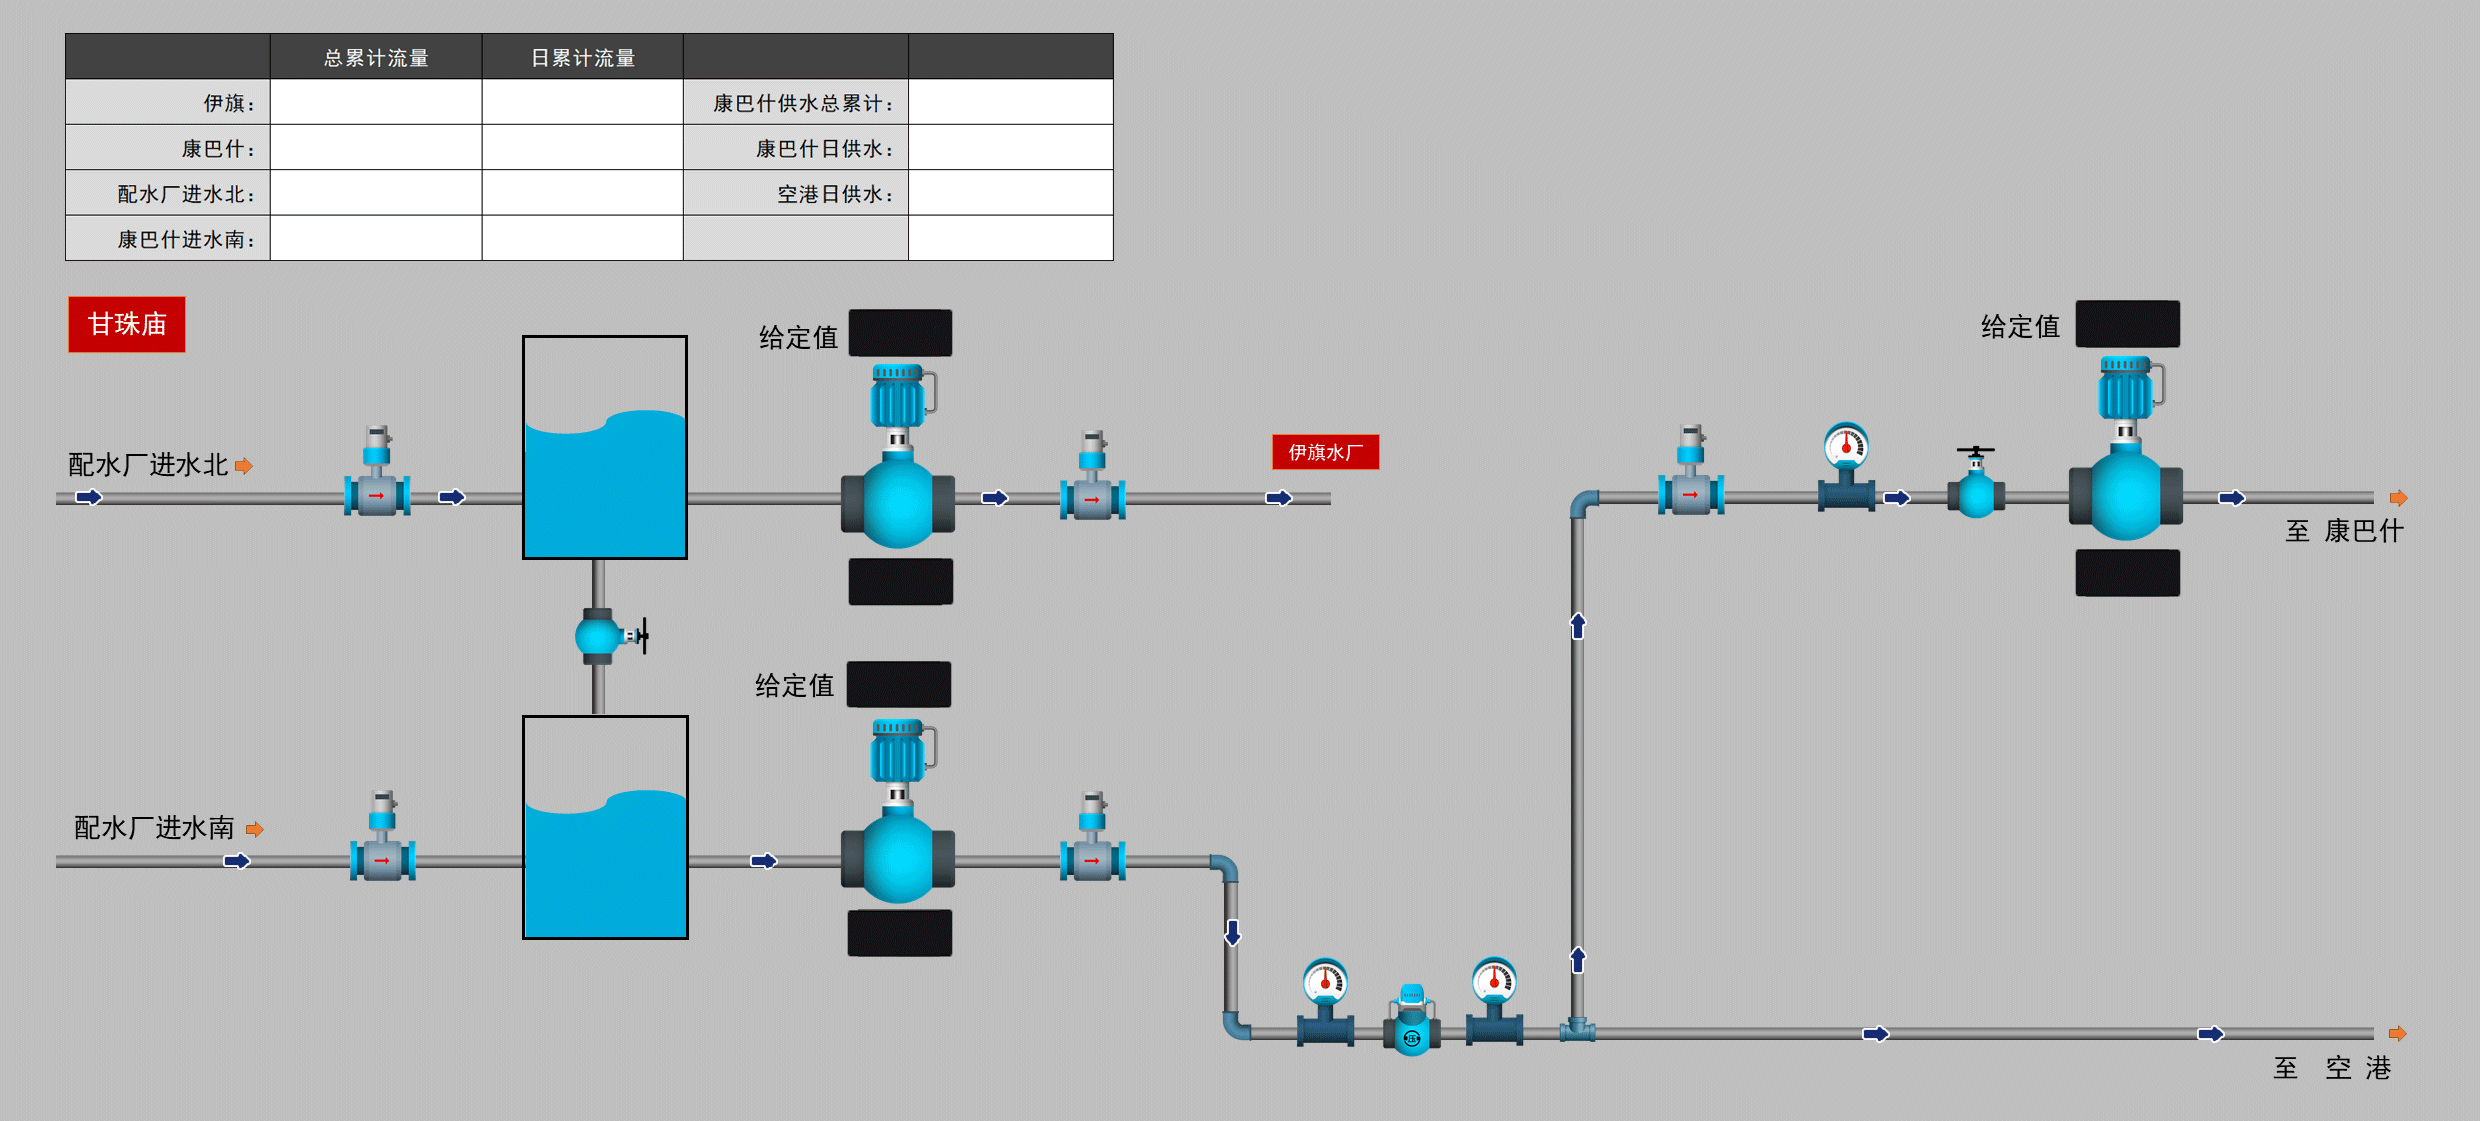 总累计流量 日累计流量
伊旗： 康巴什供水总累计：
康巴什： 康巴什日供水：
配水厂进水北： 空港日供水：
康巴什进水南：
甘珠庙
给定值
给定值
配水厂进水北
伊旗水厂
至 康巴什
给定值
配水厂进水南
压
至 空 港